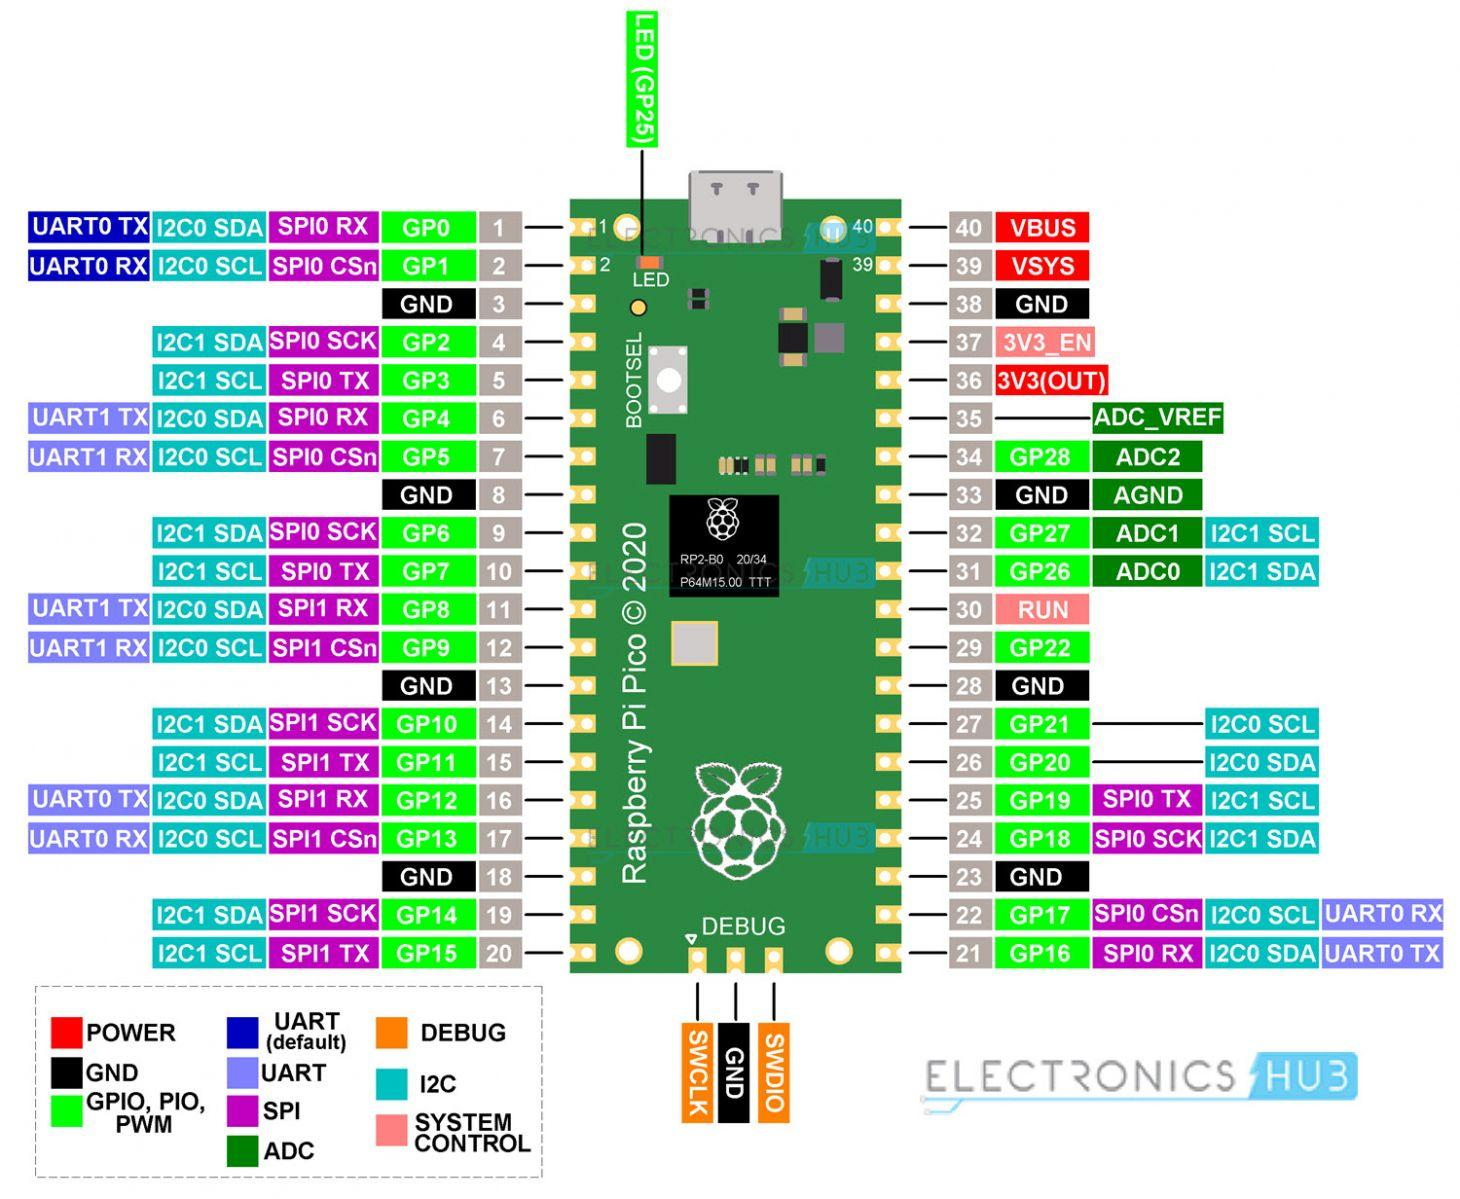 LED (GP25)
UART0 TX I2C0 SDA SPI0 RX GP0 1 1 40 40 VBUS
UART0 RX I2C0 SCL SPI0 CSn GP1 2 2 39 39 VSYS
ELECTRONICS HUB
LED
GND 3 38 GND
I2C1 SDA SPI0 SCK GP2 4 37 3V3_EN
I2C1 SCL SPI0 TX GP3 5 36 3V3(OUT)
BOOTSEL
UART1 TX I2C0 SDA SPI0 RX GP4 6 35 ADC_VREF
UART1 RX I2C0 SCL SPI0 CSn GP5 7 34 GP28 ADC2
GND 8 33 GND AGND
I2C1 SDA SPI0 SCK GP6 9 32 GP27 ADC1 I2C1 SCL
RP2-B0 20/34
I2C1 SCL SPI0 TX GP7 10 31 GP26 ADC0 I2C1 SDA
P64M15.00 TTT
ELECTRONICS HUB
UART1 TX I2C0 SDA SPI1 RX GP8 11 30 RUN
UART1 RX I2C0 SCL SPI1 CSn GP9 12 29 GP22
GND 13 28 GND
Raspberry Pi Pico © 2020
I2C1 SDA SPI1 SCK GP10 14 27 GP21 I2C0 SCL
I2C1 SCL SPI1 TX GP11 15 26 GP20 I2C0 SDA
UART0 TX I2C0 SDA SPI1 RX GP12 16 25 GP19 SPI0 TX I2C1 SCL
UART0 RX I2C0 SCL SPI1 CSn GP13 17 24 GP18 SPI0 SCK I2C1 SDA
ELECTRONICS HUB
GND 18 23 GND
I2C1 SDA SPI1 SCK GP14 19 22 GP17 SPI0 CSn I2C0 SCL UART0 RX
DEBUG
I2C1 SCL SPI1 TX GP15 20 21 GP16 SPI0 RX I2C0 SDA UART0 TX
SWCLK GND SWDIO
POWER
GND
GPIO, PIO,
PWM
UART
(default)
UART
SPI
ADC
DEBUG
I2C
SYSTEM
CONTROL
ELECTRONICS HUB